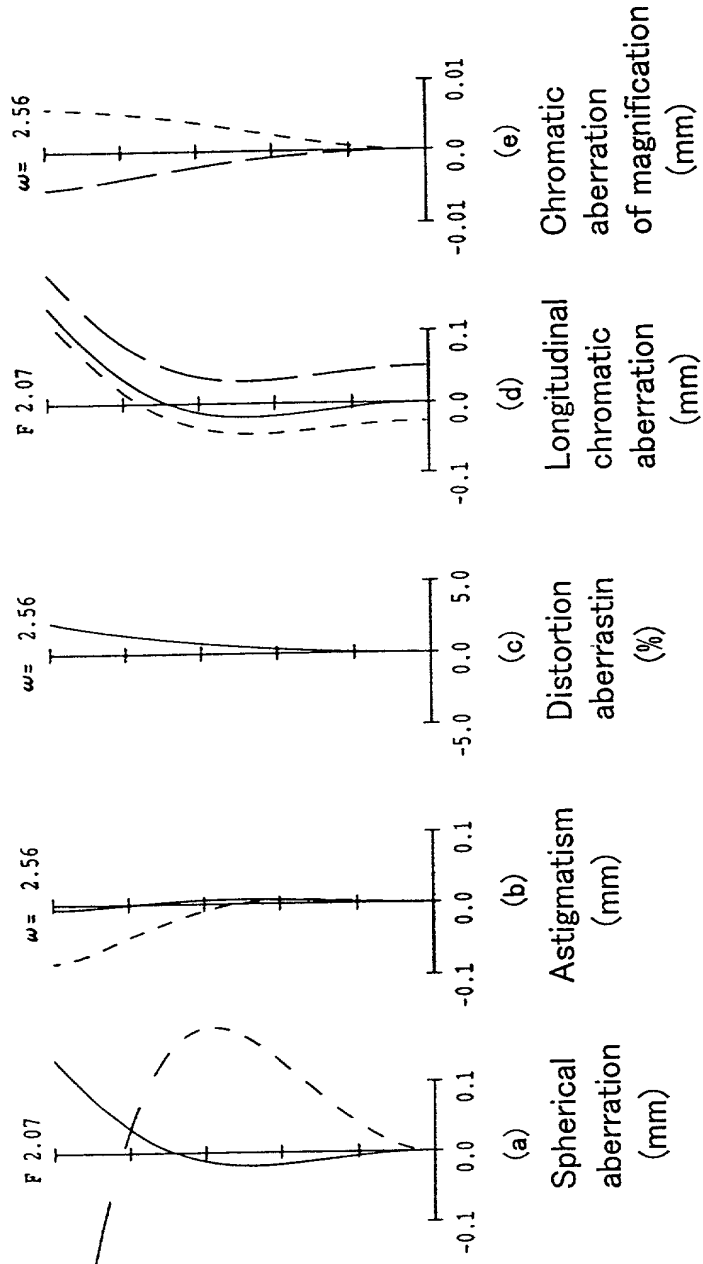 F 2.07
-0.1 0.0 0.1
(a)
Spherical
aberration
(mm)
ω= 2.56
-0.1 0.0 0.1
(b)
Astigmatism
(mm)
ω= 2.56
-5.0 0.0 5.0
(c)
Distortion
aberrastin
(%)
F 2.07
-0.1 0.0 0.1
(d)
Longitudinal
chromatic
aberration
(mm)
ω= 2.56
-0.01 0.0 0.01
(e)
Chromatic
aberration
of magnification
(mm)